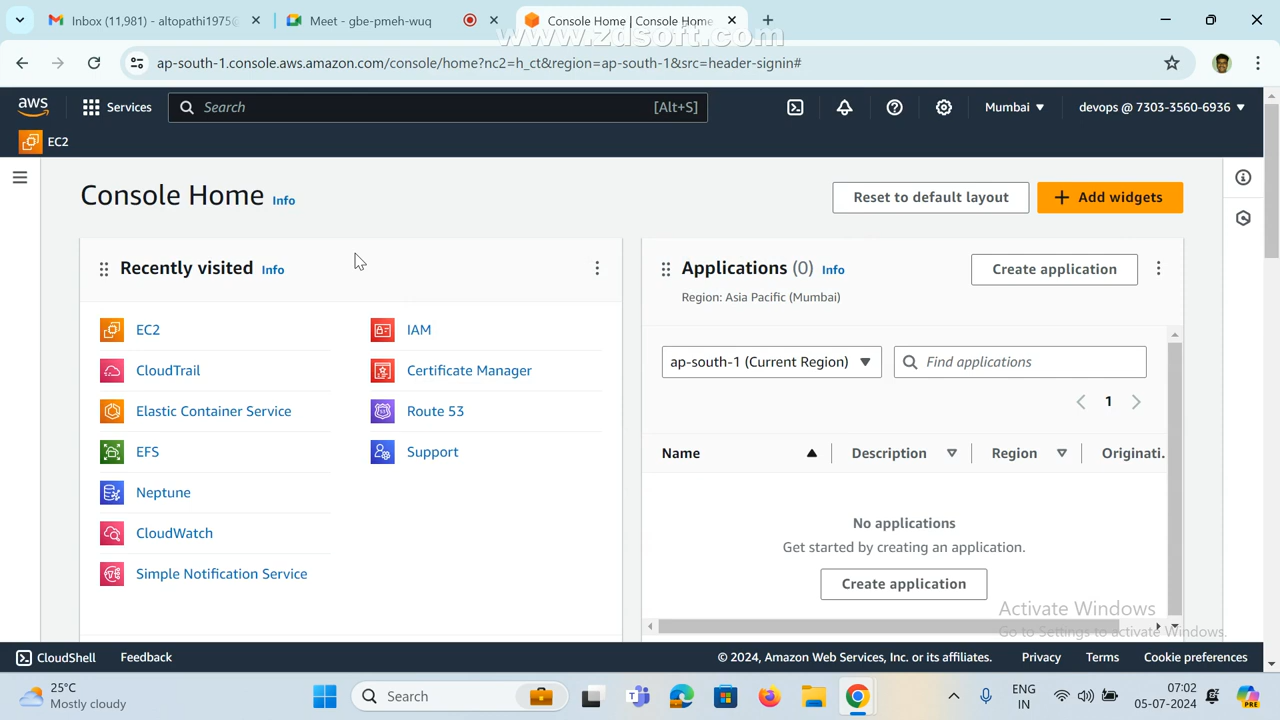 Inbox (11,981) - altopathi1975@
Meet - gbe-pmeh-wuq
Console Home | Console Home
www.zdsoft.com
ap-south-1.console.aws.amazon.com/console/home?nc2=h_ct&region=ap-south-1&src=header-signin#
aws
Services
Search
[Alt+S]
Mumbai
devops @ 7303-3560-6936
EC2
Console Home Info
Reset to default layout
Add widgets
Recently visited Info
EC2
CloudTrail
Elastic Container Service
EFS
Neptune
CloudWatch
Simple Notification Service
IAM
Certificate Manager
Route 53
Support
Applications (0) Info
Region: Asia Pacific (Mumbai)
Create application
ap-south-1 (Current Region)
Find applications
1
Name
Description
Region
Originati.
No applications
Get started by creating an application.
Create application
Activate Windows
Go to Settings to activate Windows.
CloudShell
Feedback
© 2024, Amazon Web Services, Inc. or its affiliates.
Privacy
Terms
Cookie preferences
25°C
Mostly cloudy
Search
ENG
IN
07:02
05-07-2024
PRE